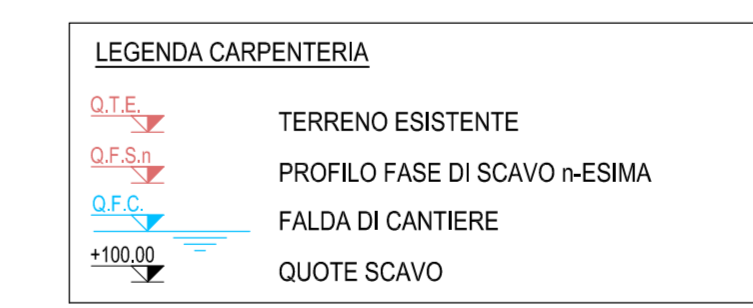 LEGENDA CARPENTERIA
Q.T.E. TERRENO ESISTENTE
Q.F.S.n PROFILO FASE DI SCAVO n-ESIMA
Q.F.C. FALDA DI CANTIERE
+100.00 QUOTE SCAVO